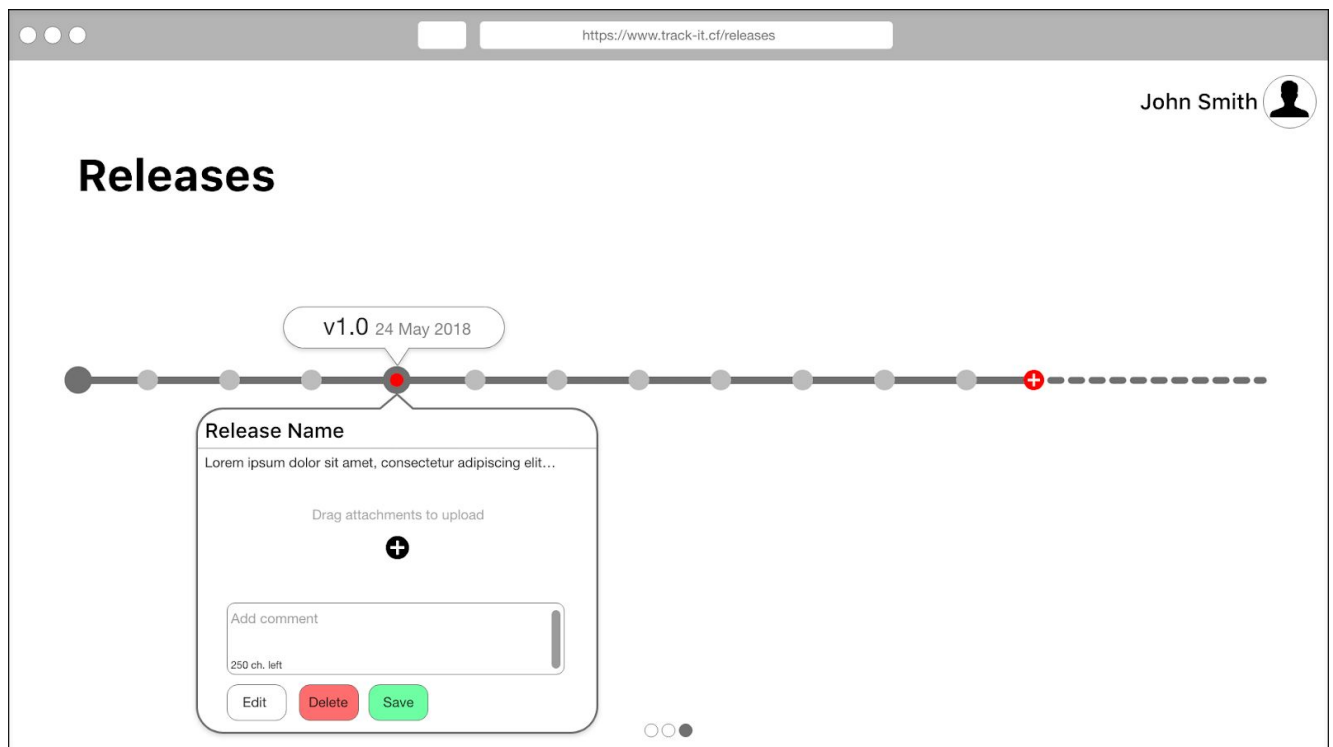 https://www.track-it.cf/releases
John Smith
Releases
v1.0 24 May 2018
Release Name
Lorem ipsum dolor sit amet, consectetur adipiscing elit…
Drag attachments to upload
Add comment
250 ch. left
Edit Delete Save